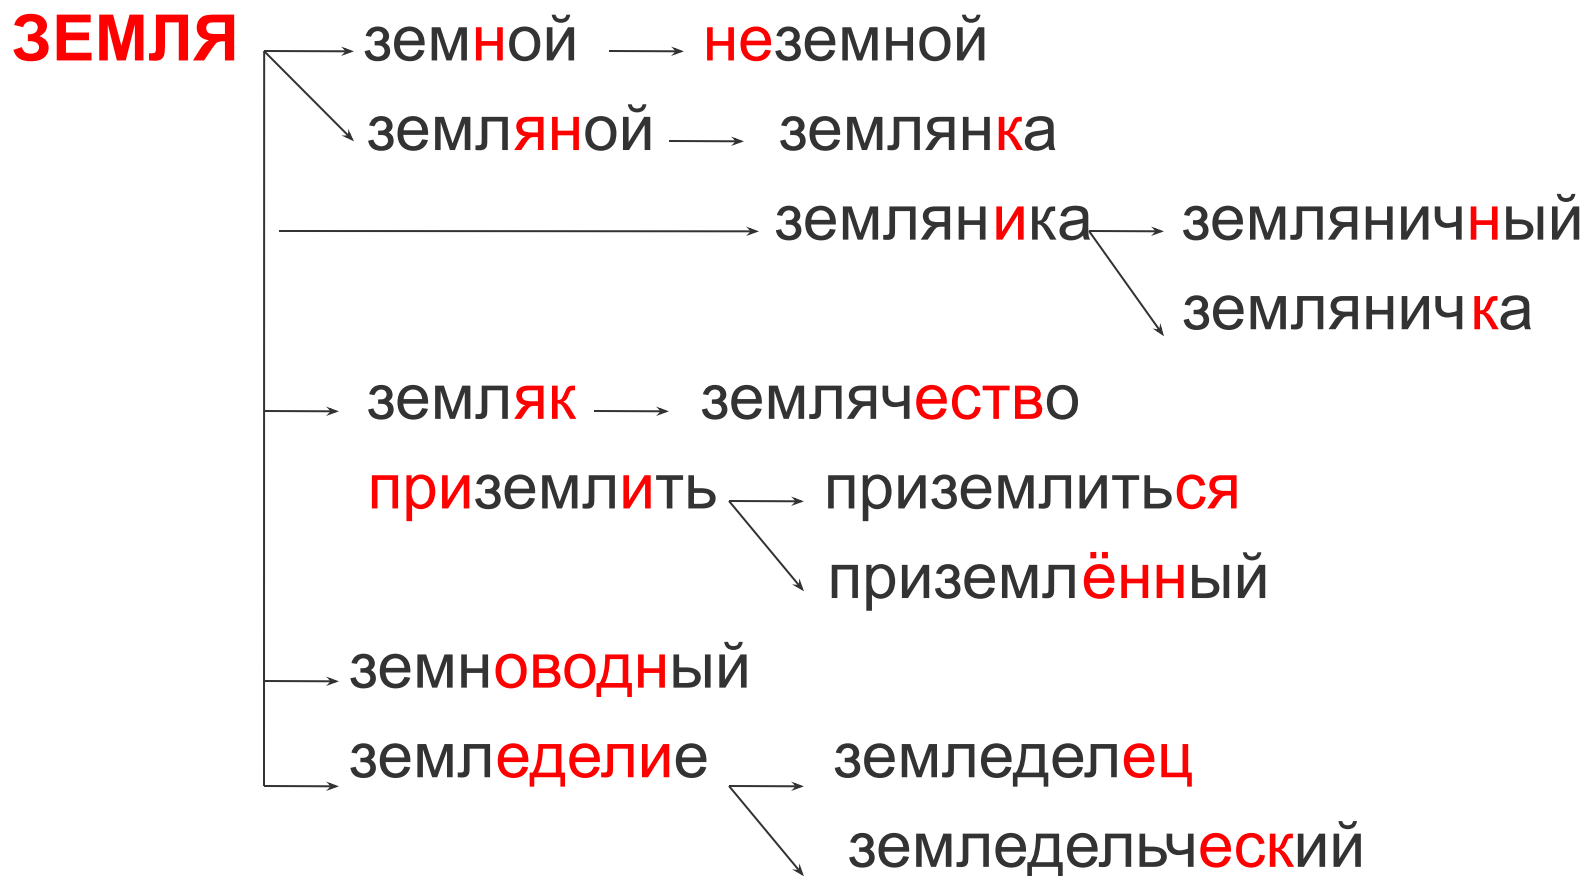 ЗЕМЛЯ земной неземной
земляной землянка
земляника земляничный
земляничка
земляк землячество
приземлить приземлиться
приземлённый
земноводный
земледелие земледелец
земледельческий